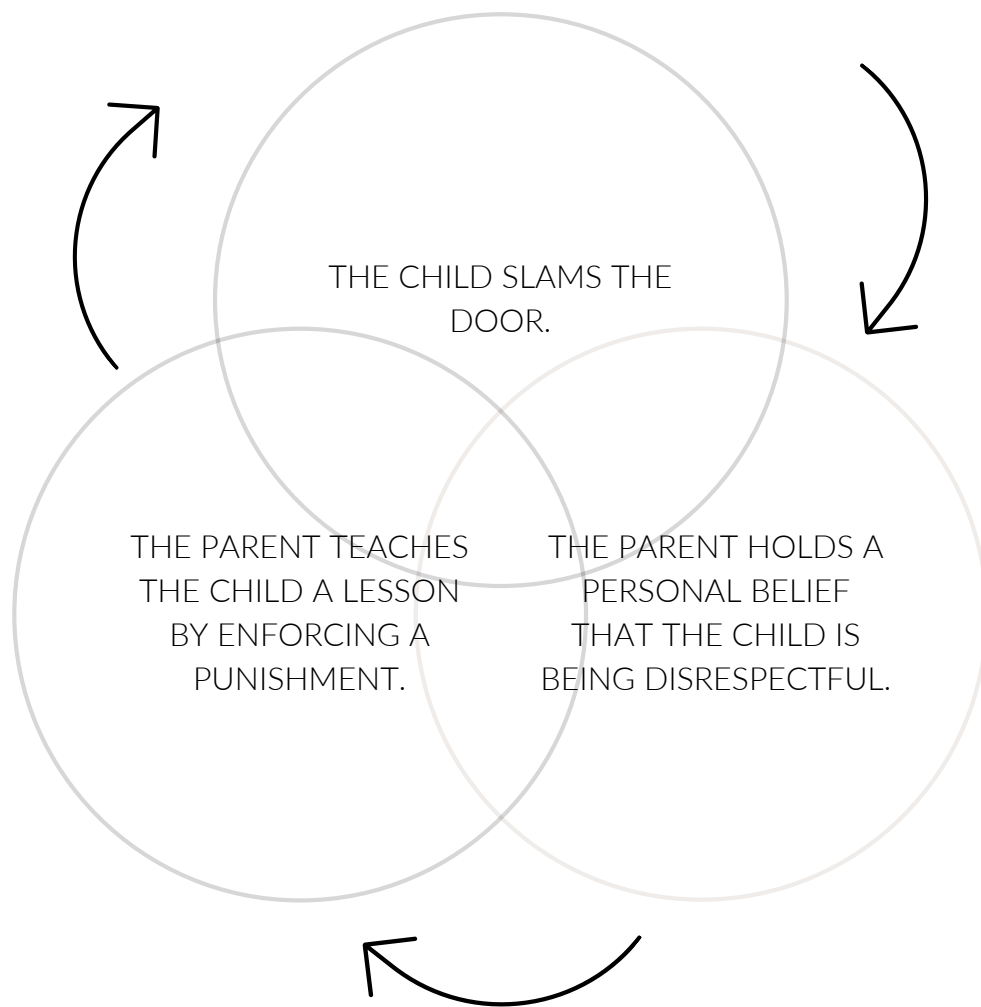 THE CHILD SLAMS THE
DOOR.
THE PARENT TEACHES
THE CHILD A LESSON
BY ENFORCING A
PUNISHMENT.
THE PARENT HOLDS A
PERSONAL BELIEF
THAT THE CHILD IS
BEING DISRESPECTFUL.